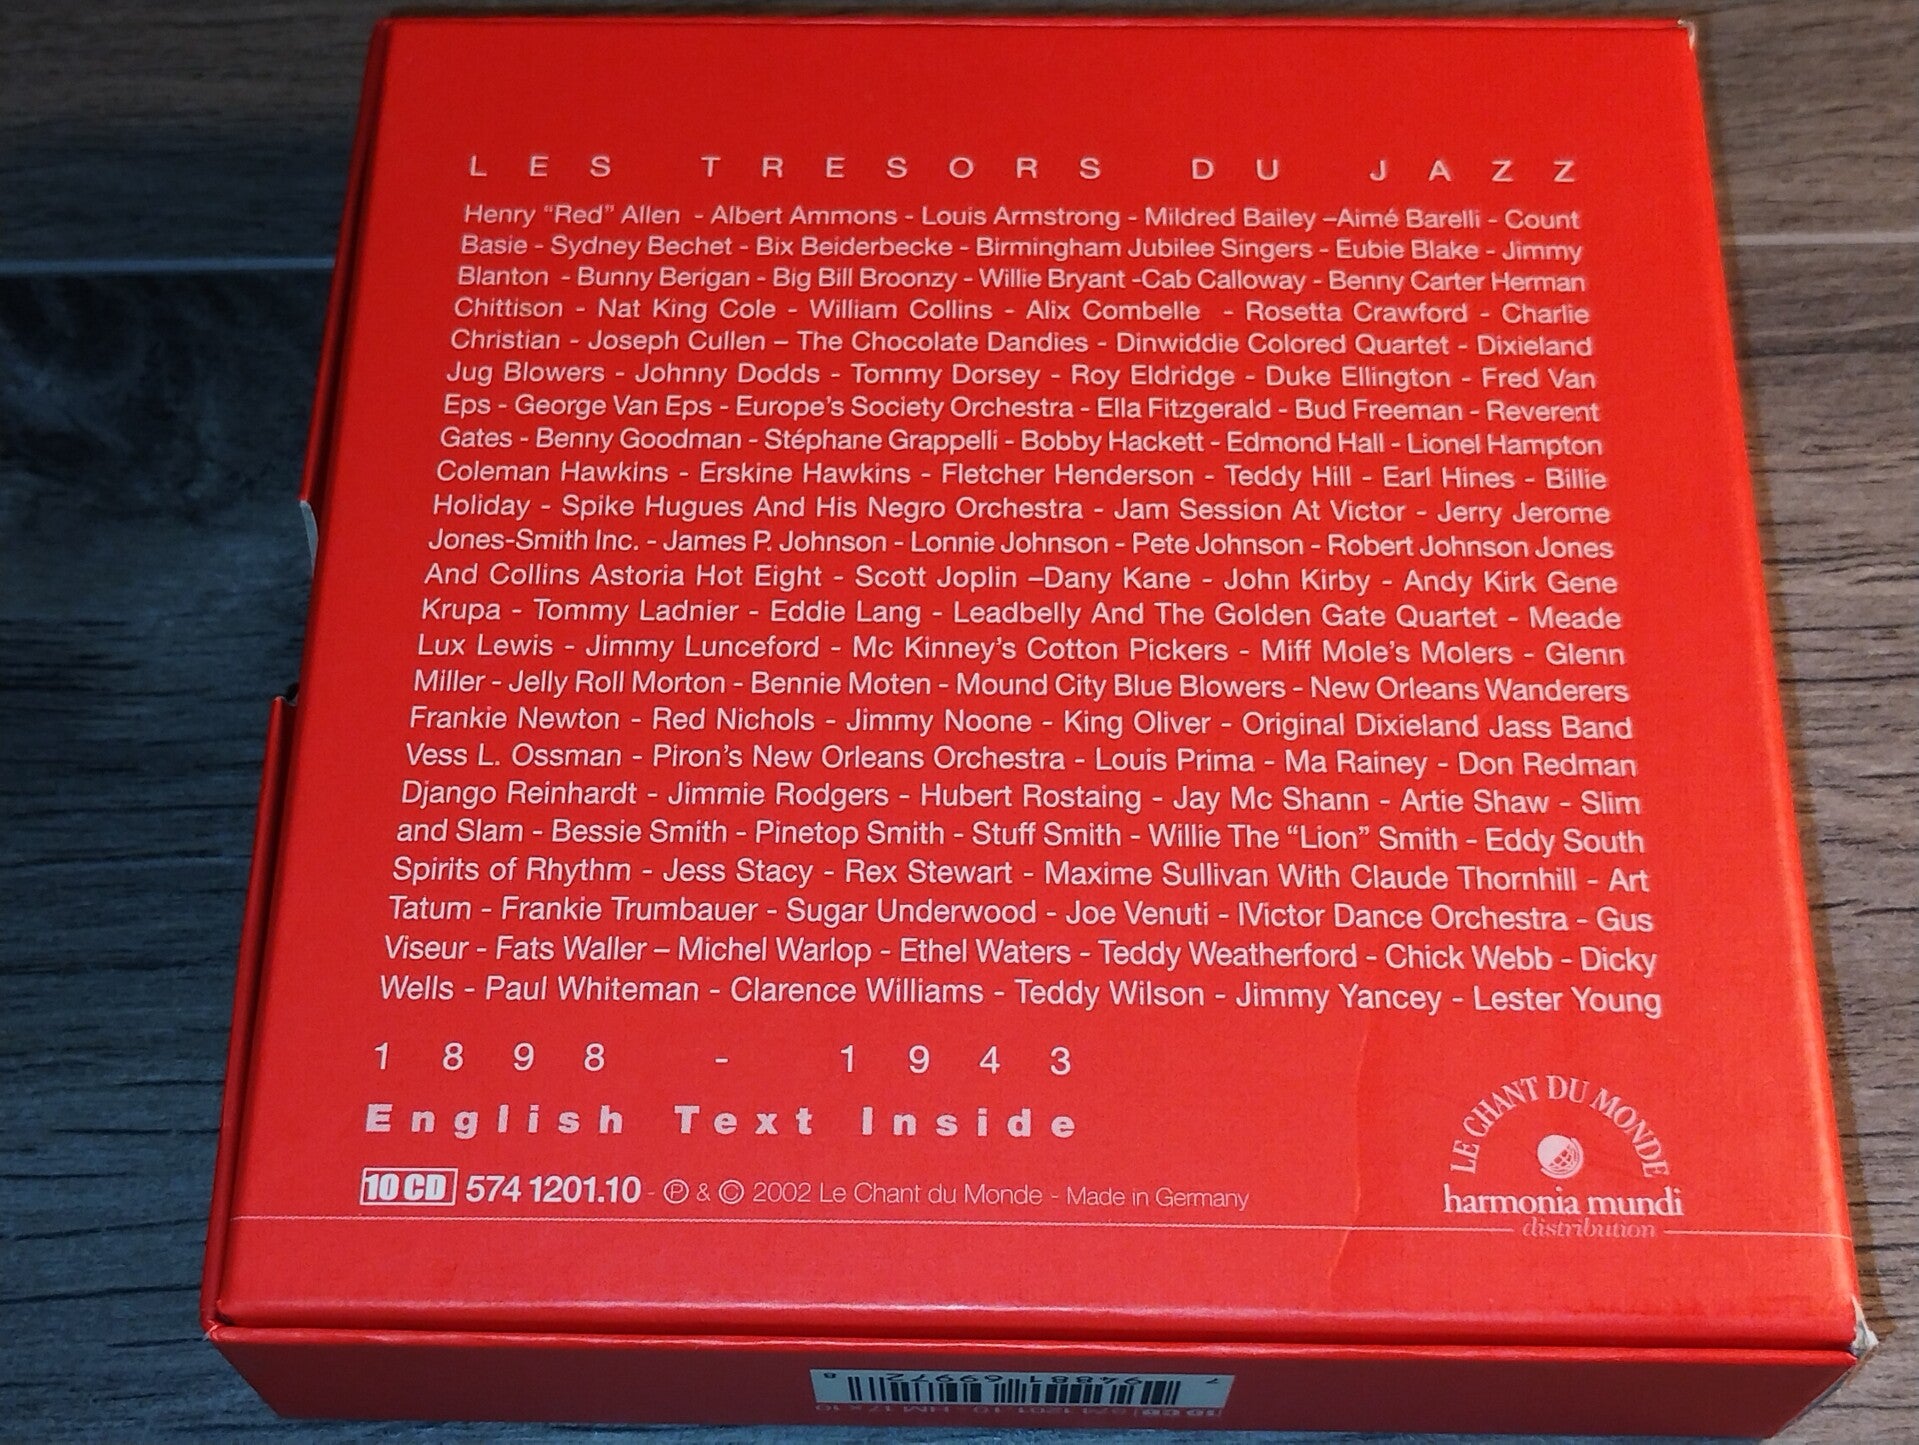 LES TRESORS DU JAZZ
Henry “Red” Allen - Albert Ammons - Louis Armstrong - Mildred Bailey –Aimé Barelli - Count
Basie - Sydney Bechet - Bix Beiderbecke - Birmingham Jubilee Singers - Eubie Blake - Jimmy
Blanton - Bunny Berigan - Big Bill Broonzy - Willie Bryant -Cab Calloway - Benny Carter Herman
Chittison - Nat King Cole - William Collins - Alix Combelle - Rosetta Crawford - Charlie
Christian - Joseph Cullen – The Chocolate Dandies - Dinwiddie Colored Quartet - Dixieland
Jug Blowers - Johnny Dodds - Tommy Dorsey - Roy Eldridge - Duke Ellington - Fred Van
Eps - George Van Eps - Europe’s Society Orchestra - Ella Fitzgerald - Bud Freeman - Reverent
Gates - Benny Goodman - Stéphane Grappelli - Bobby Hackett - Edmond Hall - Lionel Hampton
Coleman Hawkins - Erskine Hawkins - Fletcher Henderson - Teddy Hill - Earl Hines - Billie
Holiday - Spike Hugues And His Negro Orchestra - Jam Session At Victor - Jerry Jerome
Jones-Smith Inc. - James P. Johnson - Lonnie Johnson - Pete Johnson - Robert Johnson Jones
And Collins Astoria Hot Eight - Scott Joplin –Dany Kane - John Kirby - Andy Kirk Gene
Krupa - Tommy Ladnier - Eddie Lang - Leadbelly And The Golden Gate Quartet - Meade
Lux Lewis - Jimmy Lunceford - Mc Kinney’s Cotton Pickers - Miff Mole’s Molers - Glenn
Miller - Jelly Roll Morton - Bennie Moten - Mound City Blue Blowers - New Orleans Wanderers
Frankie Newton - Red Nichols - Jimmy Noone - King Oliver - Original Dixieland Jass Band
Vess L. Ossman - Piron’s New Orleans Orchestra - Louis Prima - Ma Rainey - Don Redman
Django Reinhardt - Jimmie Rodgers - Hubert Rostaing - Jay Mc Shann - Artie Shaw - Slim
and Slam - Bessie Smith - Pinetop Smith - Stuff Smith - Willie The “Lion” Smith - Eddy South
Spirits of Rhythm - Jess Stacy - Rex Stewart - Maxime Sullivan With Claude Thornhill - Art
Tatum - Frankie Trumbauer - Sugar Underwood - Joe Venuti - lVictor Dance Orchestra - Gus
Viseur - Fats Waller – Michel Warlop - Ethel Waters - Teddy Weatherford - Chick Webb - Dicky
Wells - Paul Whiteman - Clarence Williams - Teddy Wilson - Jimmy Yancey - Lester Young
1898 - 1943
English Text Inside
10 CD 574 1201.10 - ℗ & © 2002 Le Chant du Monde - Made in Germany
LE CHANT DU MONDE
harmonia mundi
distribution
7 94881 69972 8
10 CD 574 1201.10 - HM 17 x 10